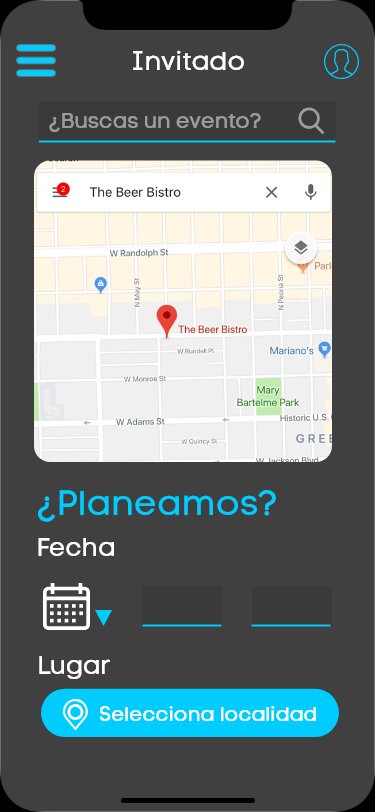 Invitado
¿Buscas un evento?
2
The Beer Bistro
W Randolph St
Park
N May St
N Peoria St
The Beer Bistro
W Rundell Pl
Mariano's
W Monroe St
Mary
Bartelme Park
W Adams St
Historic U.S.
GREE
W Quincy St
W Jackson Blvd
¿Planeamos?
Fecha
Lugar
Selecciona localidad